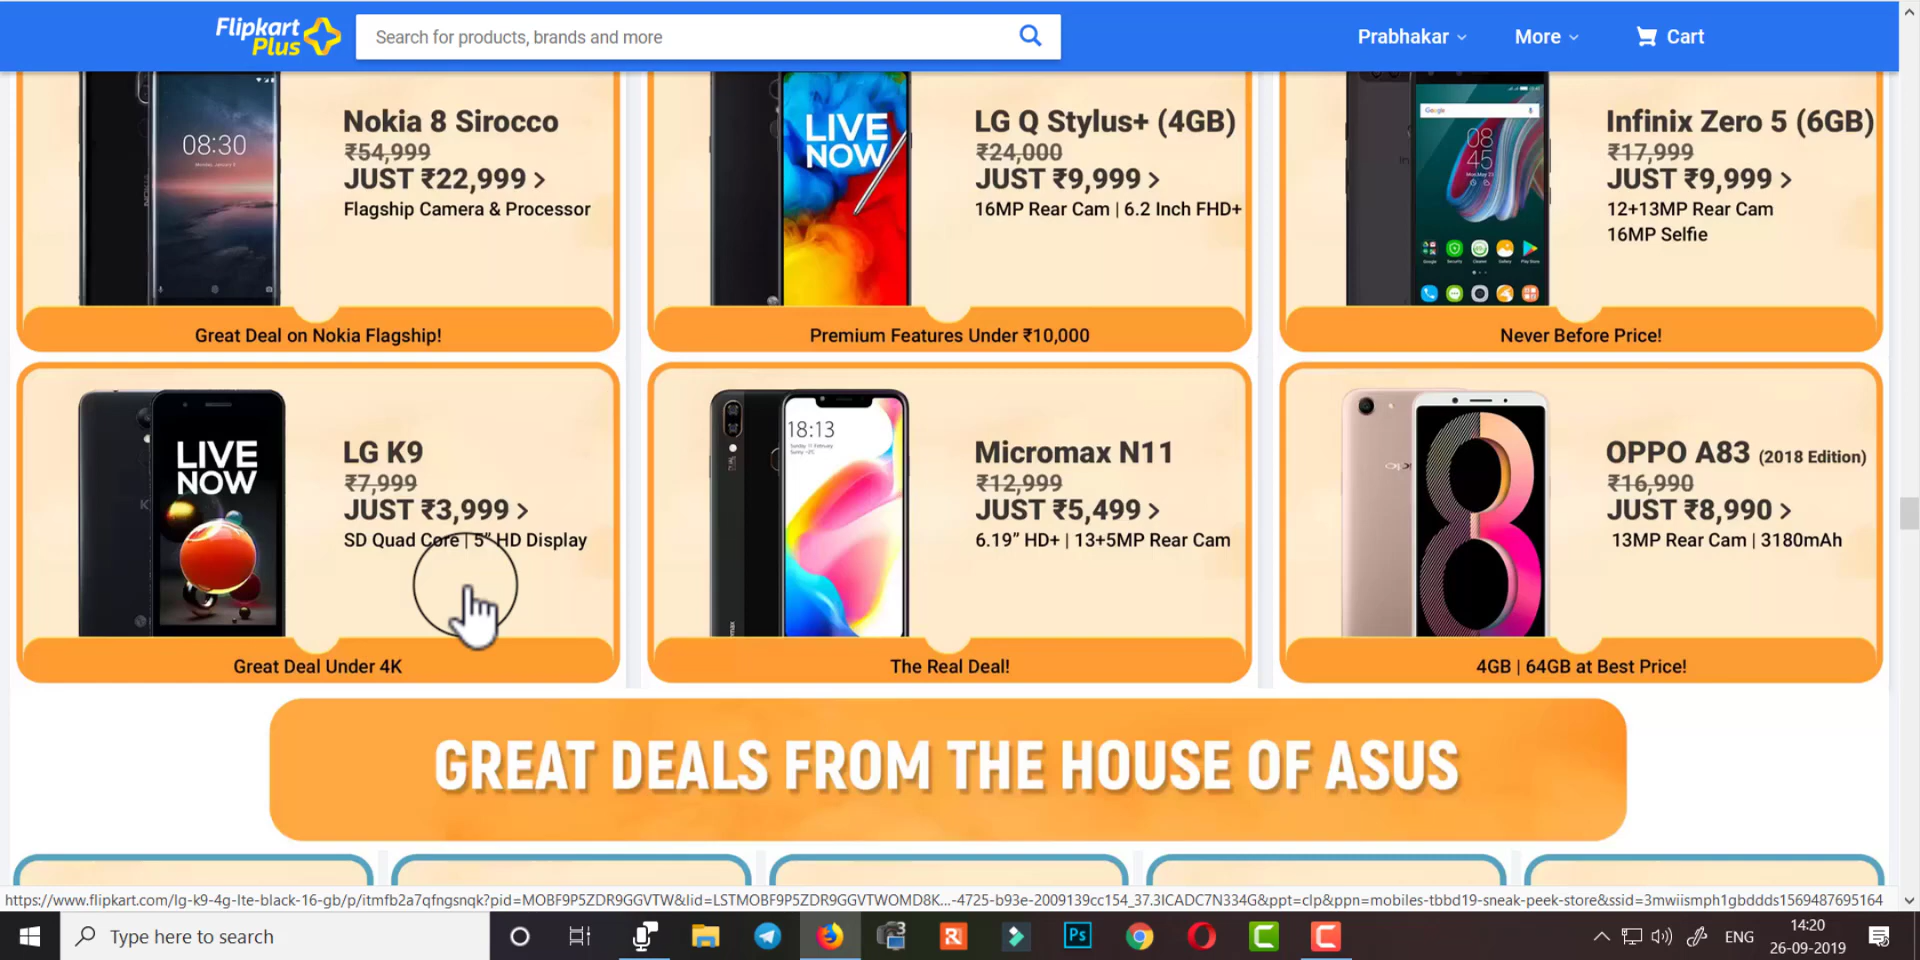 Flipkart
Plus
Search for products, brands and more
Prabhakar
More
Cart
08:30
Nokia 8 Sirocco
₹54,999
JUST ₹22,999 >
Flagship Camera & Processor
Great Deal on Nokia Flagship!
LIVE
NOW
LG Q Stylus+ (4GB)
₹24,000
JUST ₹9,999 >
16MP Rear Cam | 6.2 Inch FHD+
Premium Features Under ₹10,000
Google
08
45
Infinix Zero 5 (6GB)
₹17,999
JUST ₹9,999 >
12+13MP Rear Cam
16MP Selfie
Never Before Price!
LIVE
NOW
LG K9
₹7,999
JUST ₹3,999 >
SD Quad Core | 5” HD Display
Great Deal Under 4K
18:13
Micromax N11
₹12,999
JUST ₹5,499 >
6.19” HD+ | 13+5MP Rear Cam
The Real Deal!
OPPO A83 (2018 Edition)
₹16,990
JUST ₹8,990 >
13MP Rear Cam | 3180mAh
4GB | 64GB at Best Price!
GREAT DEALS FROM THE HOUSE OF ASUS
https://www.flipkart.com/lg-k9-4g-lte-black-16-gb/p/itmfb2a7qfngsnqk?pid=MOBF9P5ZDR9GGVTW&lid=LSTMOBF9P5ZDR9GGVTWOMD8K...-4725-b93e-2009139cc154_37.3ICADC7N334G&ppt=clp&ppn=mobiles-tbbd19-sneak-peek-store&ssid=3mwiismph1gbddds1569487695164
Type here to search
3
Ps
ENG
14:20
26-09-2019